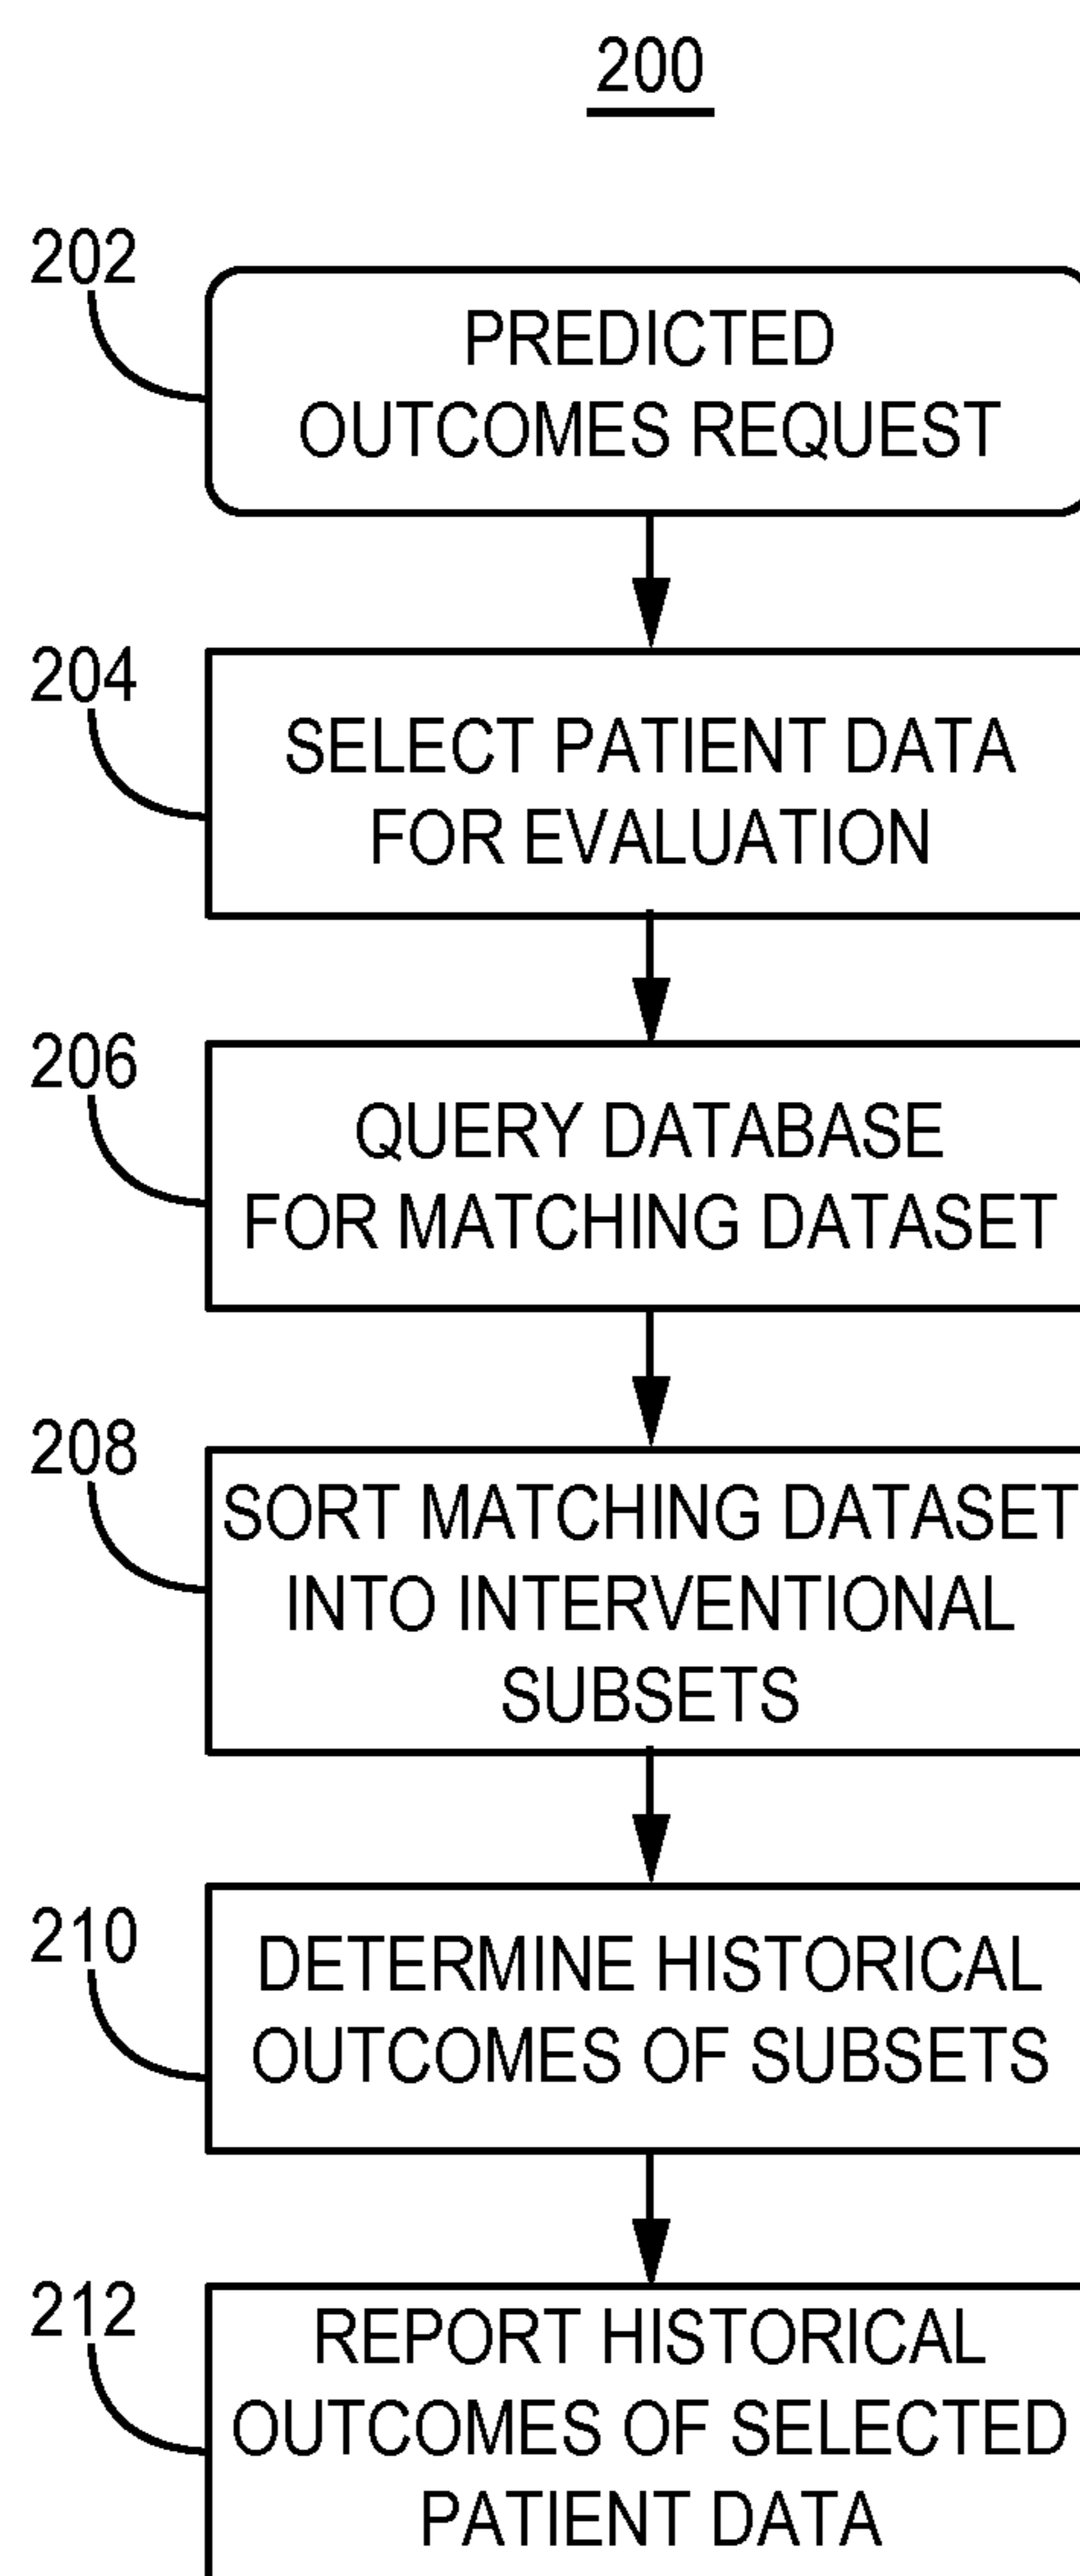 200
202
PREDICTED
OUTCOMES REQUEST
204
SELECT PATIENT DATA
FOR EVALUATION
206
QUERY DATABASE
FOR MATCHING DATASET
208
SORT MATCHING DATASET
INTO INTERVENTIONAL
SUBSETS
210
DETERMINE HISTORICAL
OUTCOMES OF SUBSETS
212
REPORT HISTORICAL
OUTCOMES OF SELECTED
PATIENT DATA